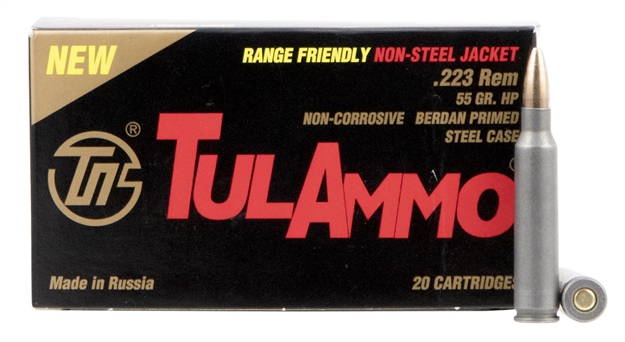 NEW
RANGE FRIENDLY NON-STEEL JACKET
.223 Rem
55 GR. HP
NON-CORROSIVE BERDAN PRIMED
STEEL CASE
®
TULAMMO
Made in Russia
20 CARTRIDGES